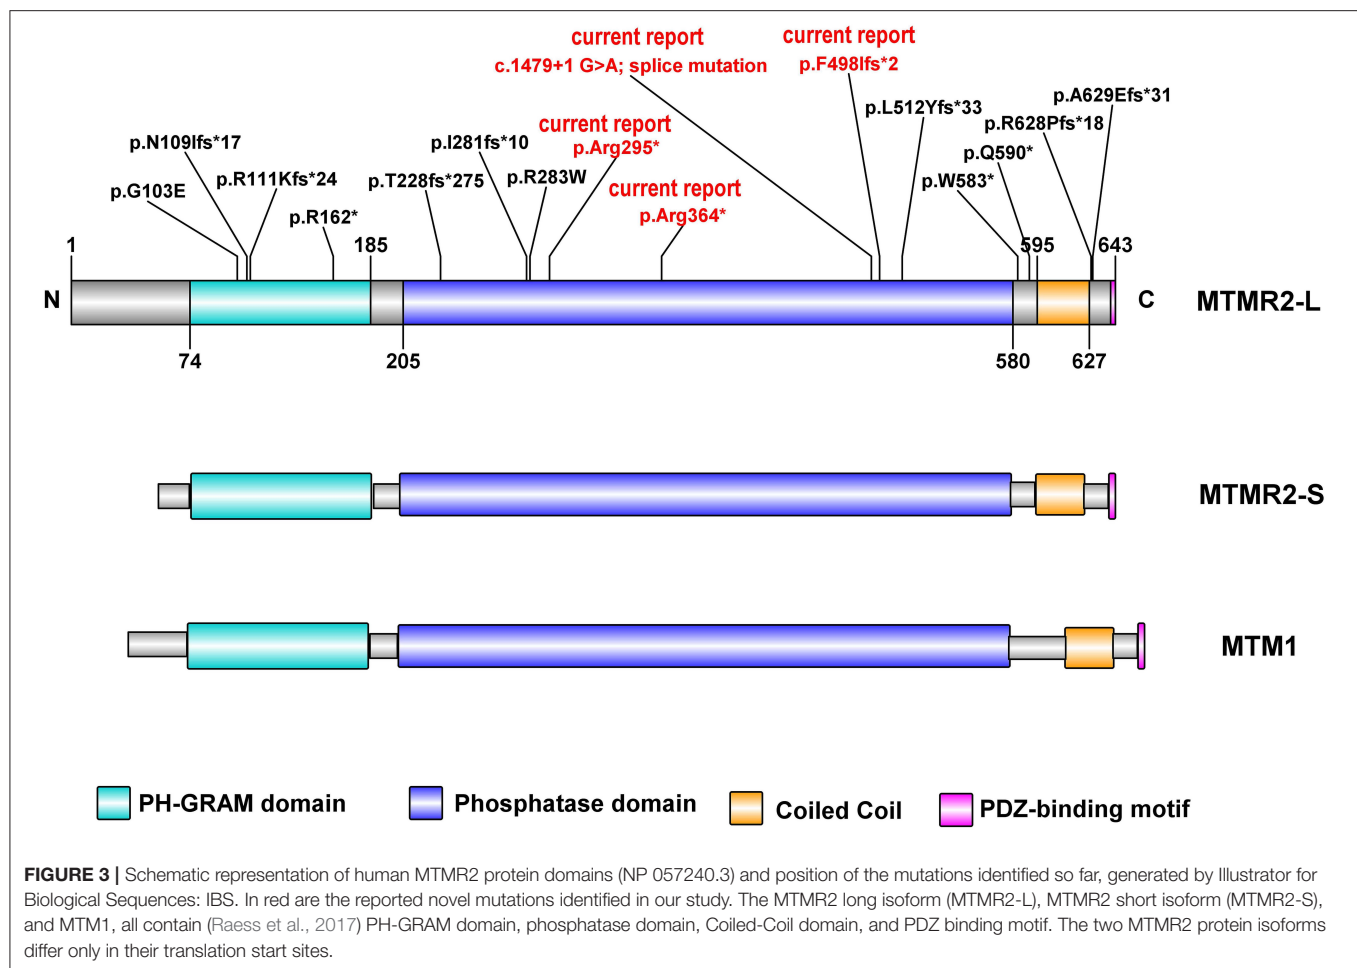 current report
current report
c.1479+1 G>A; splice mutation
p.F498Ifs*2
p.A629Efs*31
p.L512Yfs*33
p.R628Pfs*18
current report
p.N109Ifs*17
p.I281fs*10
p.Arg295*
p.Q590*
p.R111Kfs*24
p.T228fs*275
p.R283W
p.W583*
p.G103E
current report
p.R162*
p.Arg364*
1
185
595
643
N
C
MTMR2-L
74
205
580
627
MTMR2-S
MTM1
PH-GRAM domain
Phosphatase domain
Coiled Coil
PDZ-binding motif
FIGURE 3 | Schematic representation of human MTMR2 protein domains (NP 057240.3) and position of the mutations identified so far, generated by Illustrator for
Biological Sequences: IBS. In red are the reported novel mutations identified in our study. The MTMR2 long isoform (MTMR2-L), MTMR2 short isoform (MTMR2-S),
and MTM1, all contain (Raess et al., 2017) PH-GRAM domain, phosphatase domain, Coiled-Coil domain, and PDZ binding motif. The two MTMR2 protein isoforms
differ only in their translation start sites.